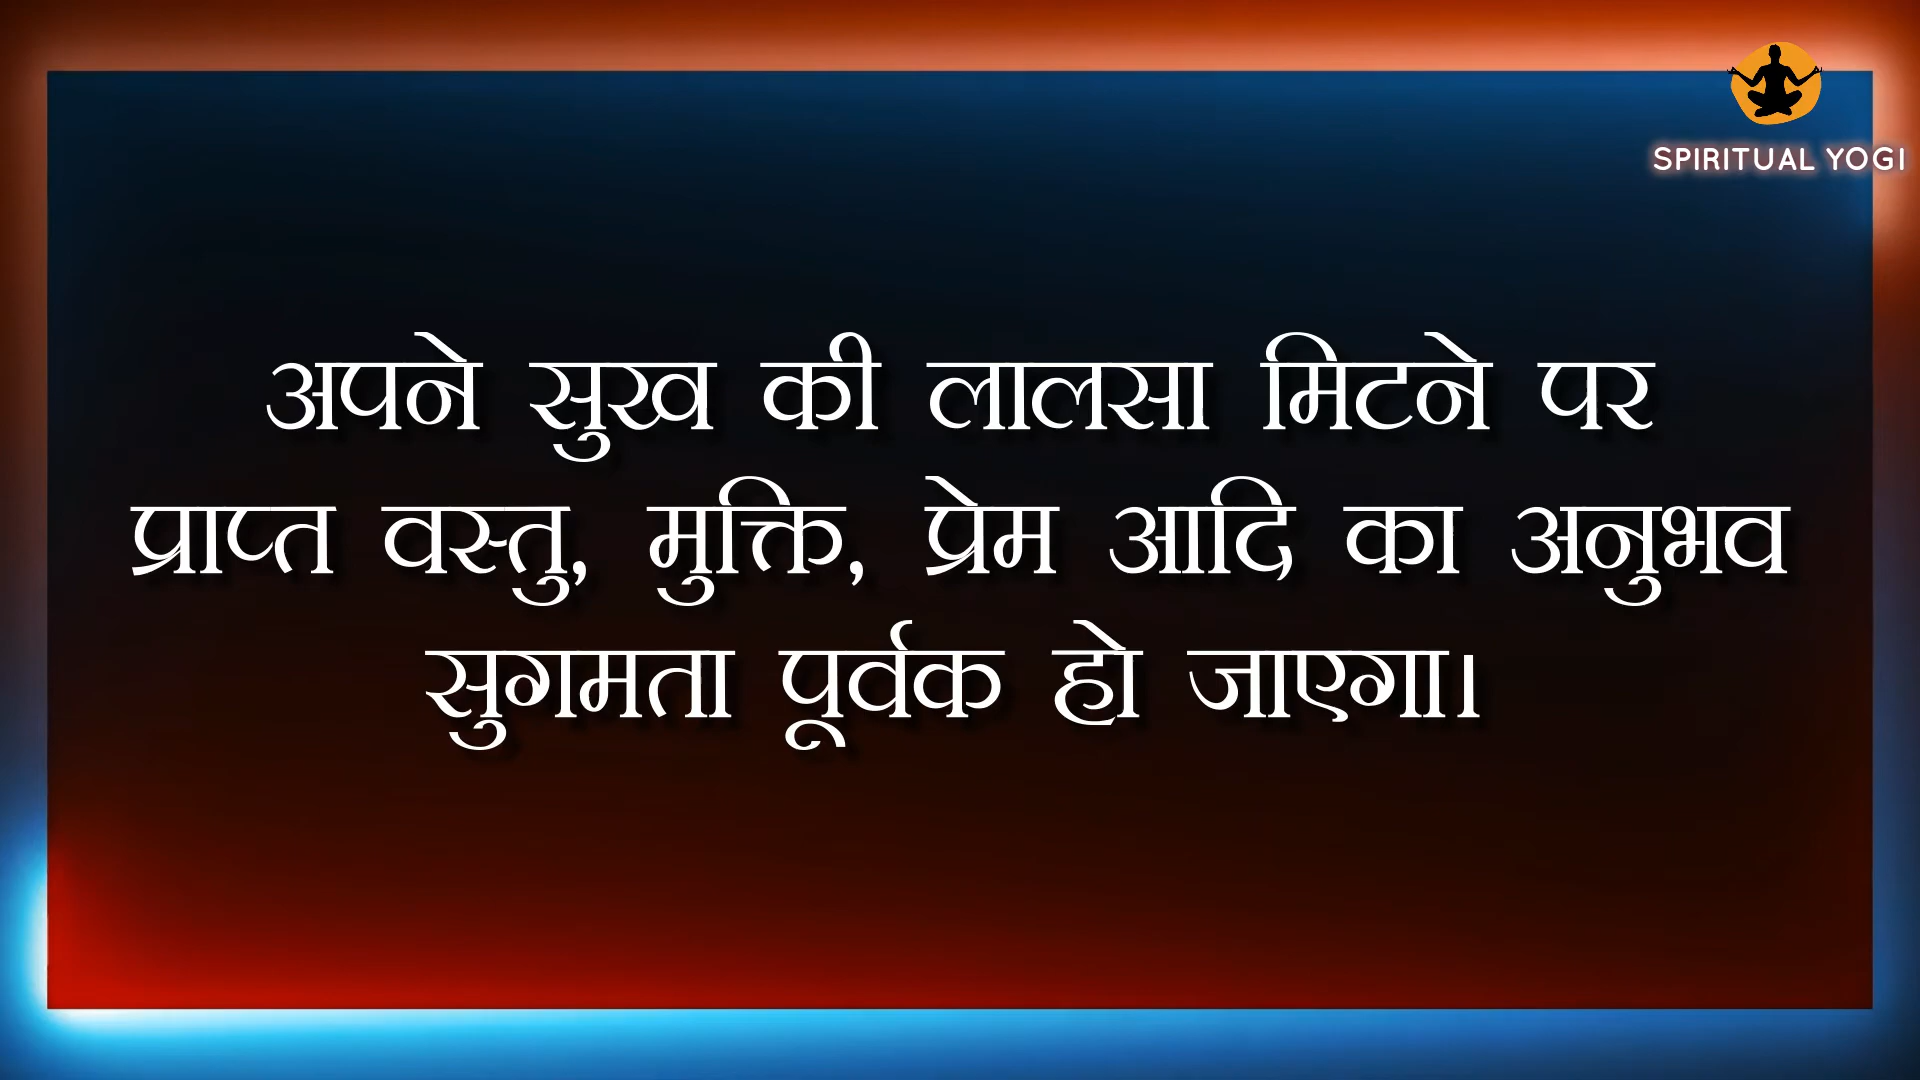 SPIRITUAL YOGI
अपने सुख की लालसा मिटने पर
प्राप्त वस्तु, मुक्ति, प्रेम आदि का अनुभव
सुगमता पूर्वक हो जाएगा।